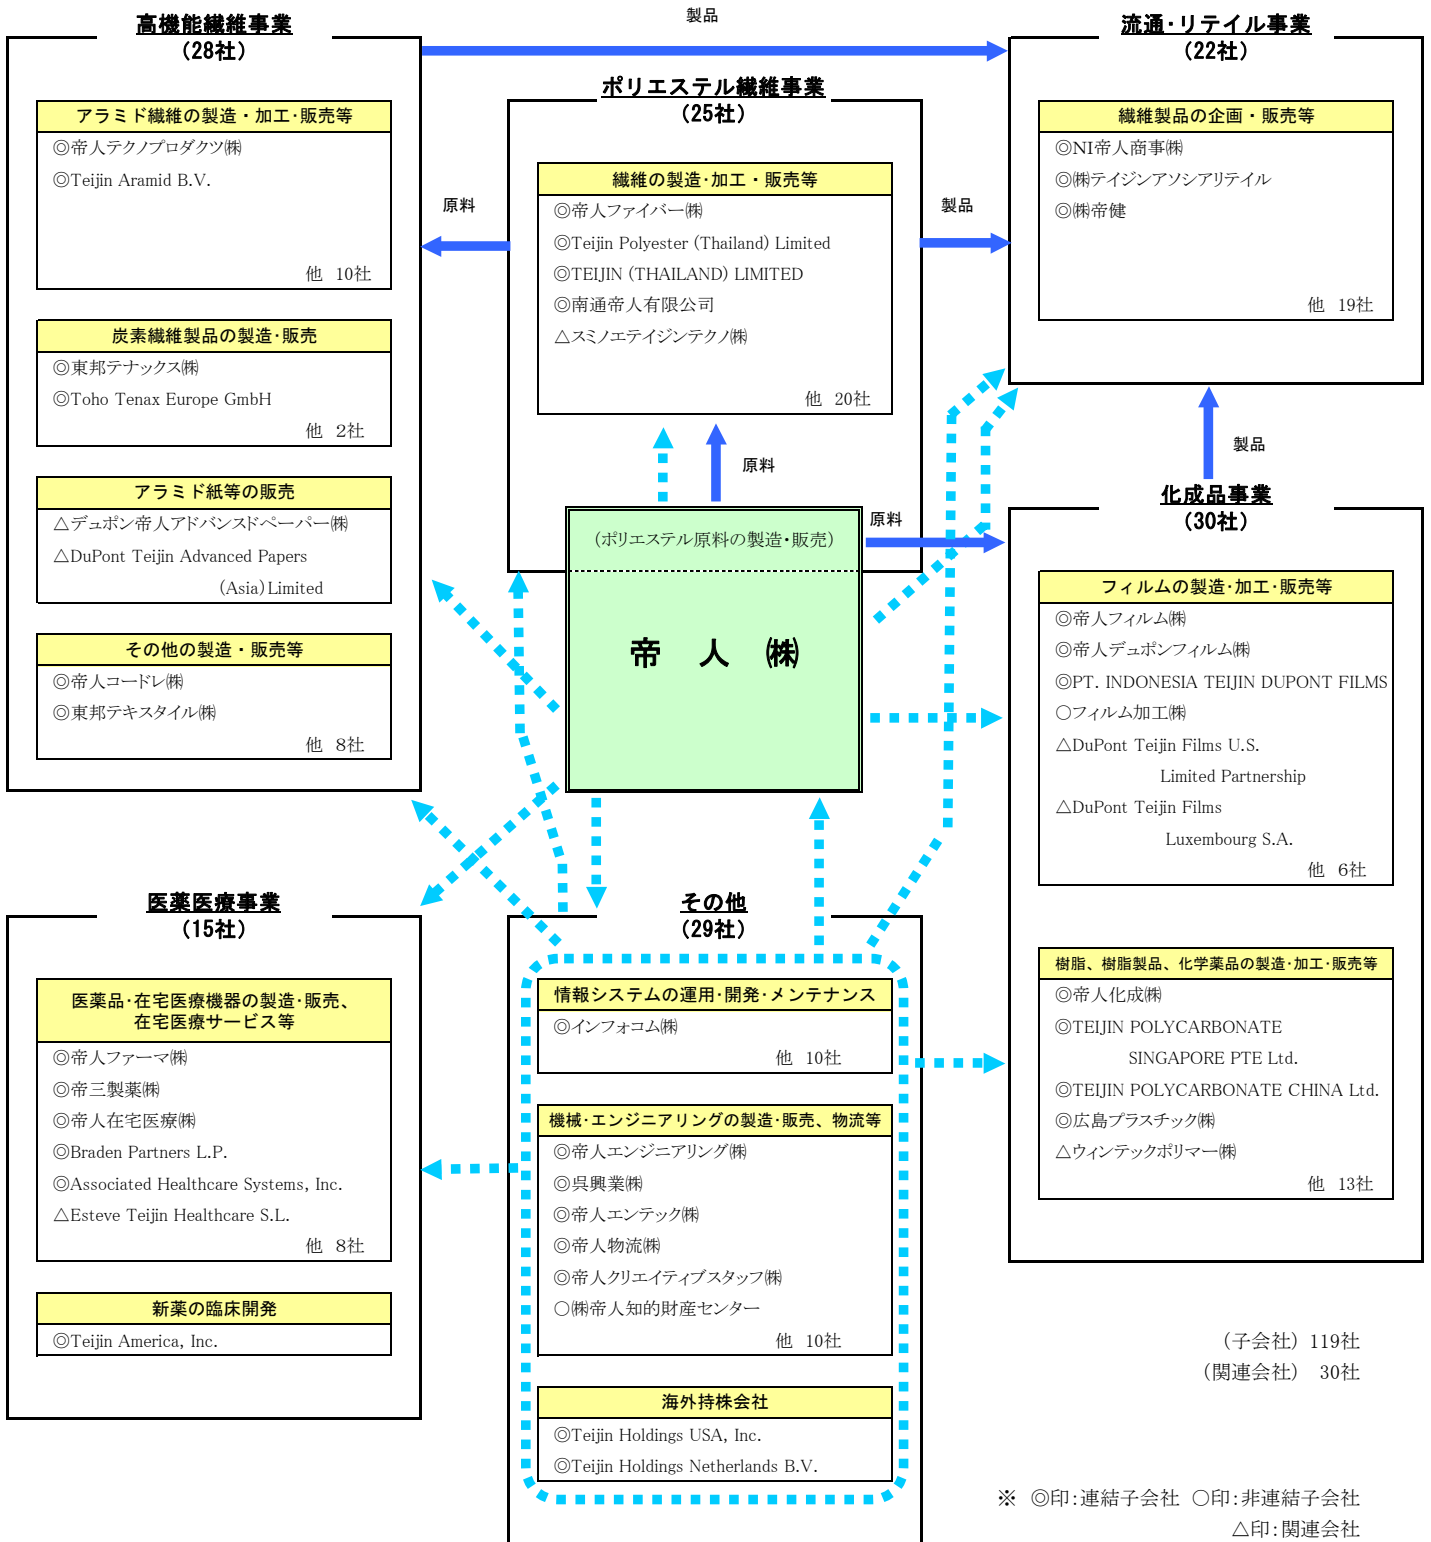 高機能繊維事業
（28社）
アラミド繊維の製造・加工・販売等
◎帝人テクノプロダクツ㈱
◎Teijin Aramid B.V.
他 10社
炭素繊維製品の製造・販売
◎東邦テナックス㈱
◎Toho Tenax Europe GmbH
他 2社
アラミド紙等の販売
△デュポン帝人アドバンスドペーパー㈱
△DuPont Teijin Advanced Papers
(Asia)Limited
その他の製造・販売等
◎帝人コードレ㈱
◎東邦テキスタイル㈱
他 8社
製品
ポリエステル繊維事業
（25社）
繊維の製造・加工・販売等
◎帝人ファイバー㈱
◎Teijin Polyester (Thailand) Limited
◎TEIJIN (THAILAND) LIMITED
◎南通帝人有限公司
△スミノエテイジンテクノ㈱
他 20社
原料
製品
原料
原料
（ポリエステル原料の製造・販売）
帝 人 ㈱
流通・リテイル事業
（22社）
繊維製品の企画・販売等
◎NI帝人商事㈱
◎㈱テイジンアソシアリテイル
◎㈱帝健
他 19社
製品
化成品事業
（30社）
フィルムの製造・加工・販売等
◎帝人フィルム㈱
◎帝人デュポンフィルム㈱
◎PT. INDONESIA TEIJIN DUPONT FILMS
○フィルム加工㈱
△DuPont Teijin Films U.S.
Limited Partnership
△DuPont Teijin Films
Luxembourg S.A.
他 6社
樹脂、樹脂製品、化学薬品の製造・加工・販売等
◎帝人化成㈱
◎TEIJIN POLYCARBONATE
SINGAPORE PTE Ltd.
◎TEIJIN POLYCARBONATE CHINA Ltd.
◎広島プラスチック㈱
△ウィンテックポリマー㈱
他 13社
医薬医療事業
（15社）
医薬品・在宅医療機器の製造・販売、
在宅医療サービス等
◎帝人ファーマ㈱
◎帝三製薬㈱
◎帝人在宅医療㈱
◎Braden Partners L.P.
◎Associated Healthcare Systems, Inc.
△Esteve Teijin Healthcare S.L.
他 8社
新薬の臨床開発
◎Teijin America, Inc.
その他
（29社）
情報システムの運用・開発・メンテナンス
◎インフォコム㈱
他 10社
機械・エンジニアリングの製造・販売、物流等
◎帝人エンジニアリング㈱
◎呉興業㈱
◎帝人エンテック㈱
◎帝人物流㈱
◎帝人クリエイティブスタッフ㈱
○㈱帝人知的財産センター
他 10社
海外持株会社
◎Teijin Holdings USA, Inc.
◎Teijin Holdings Netherlands B.V.
（子会社） 119社
（関連会社） 30社
※ ◎印：連結子会社 ○印：非連結子会社
△印：関連会社